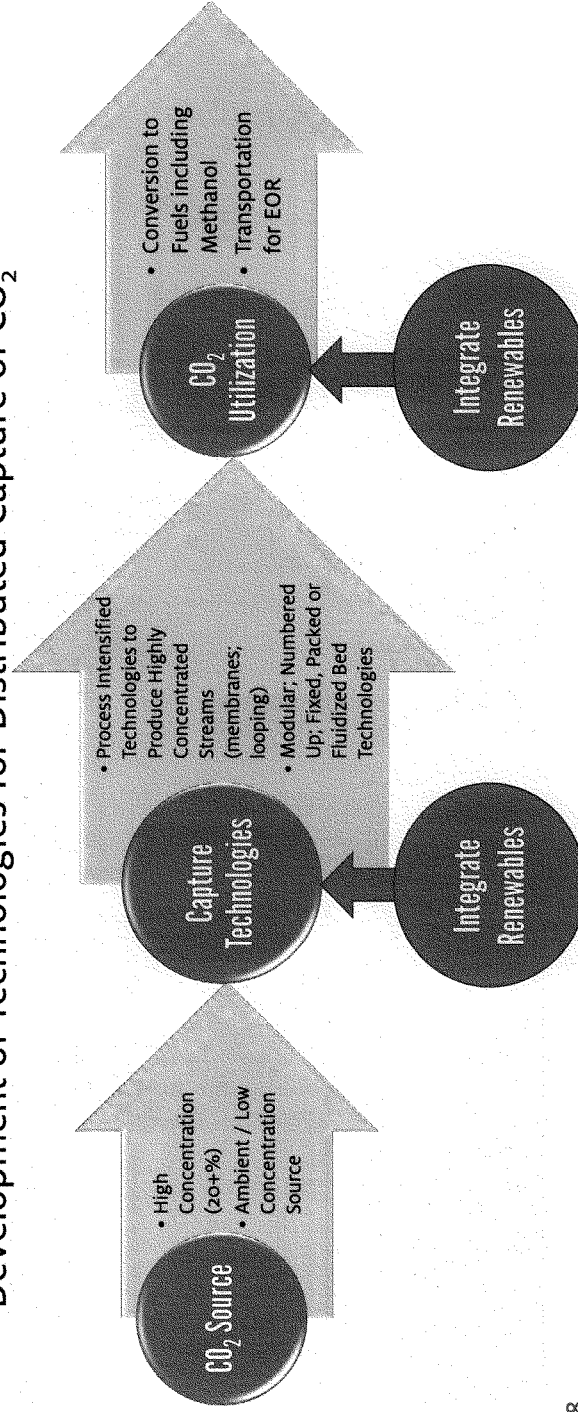 Development of Technologies for Distributed Capture of CO₂
CO₂ Source
• High
Concentration
(20+%)
• Ambient / Low
Concentration
Source
Capture
Technologies
• Process Intensified
Technologies to
Produce Highly
Concentrated
Streams
(membranes;
looping)
• Modular; Numbered
Up; Fixed, Packed or
Fluidized Bed
Technologies
Integrate
Renewables
CO₂
Utilization
• Conversion to
Fuels including
Methanol
• Transportation
for EOR
Integrate
Renewables
8